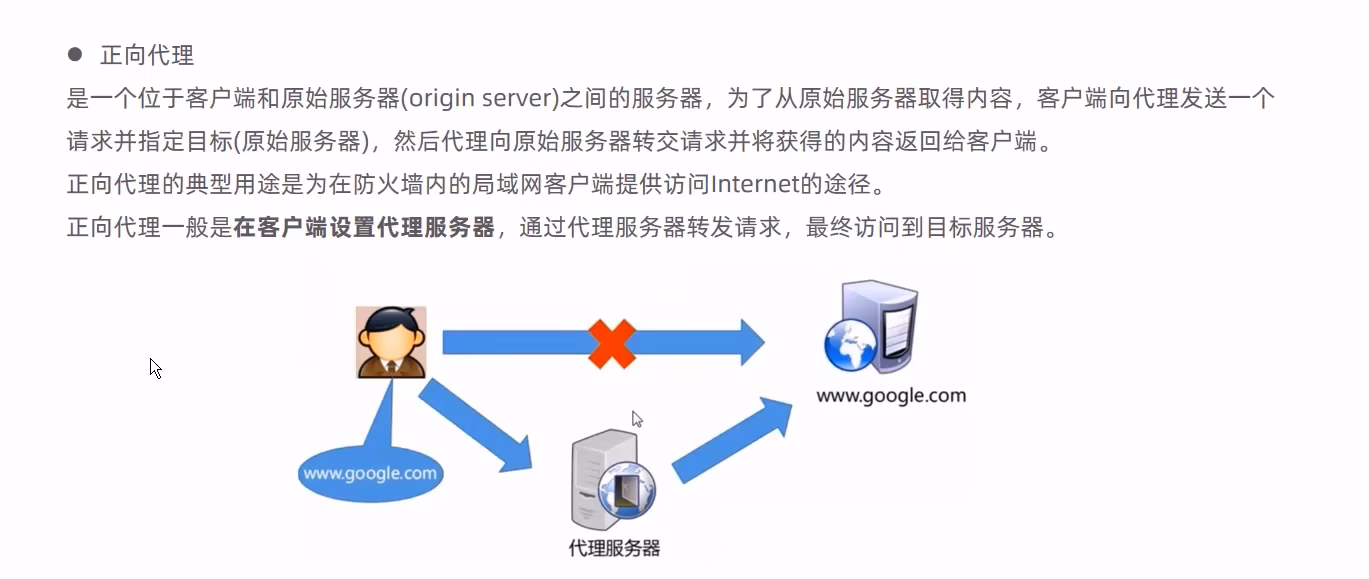 ● 正向代理
是一个位于客户端和原始服务器(origin server)之间的服务器，为了从原始服务器取得内容，客户端向代理发送一个
请求并指定目标(原始服务器)，然后代理向原始服务器转交请求并将获得的内容返回给客户端。
正向代理的典型用途是为在防火墙内的局域网客户端提供访问Internet的途径。
正向代理一般是在客户端设置代理服务器，通过代理服务器转发请求，最终访问到目标服务器。
www.google.com
www.google.com
代理服务器